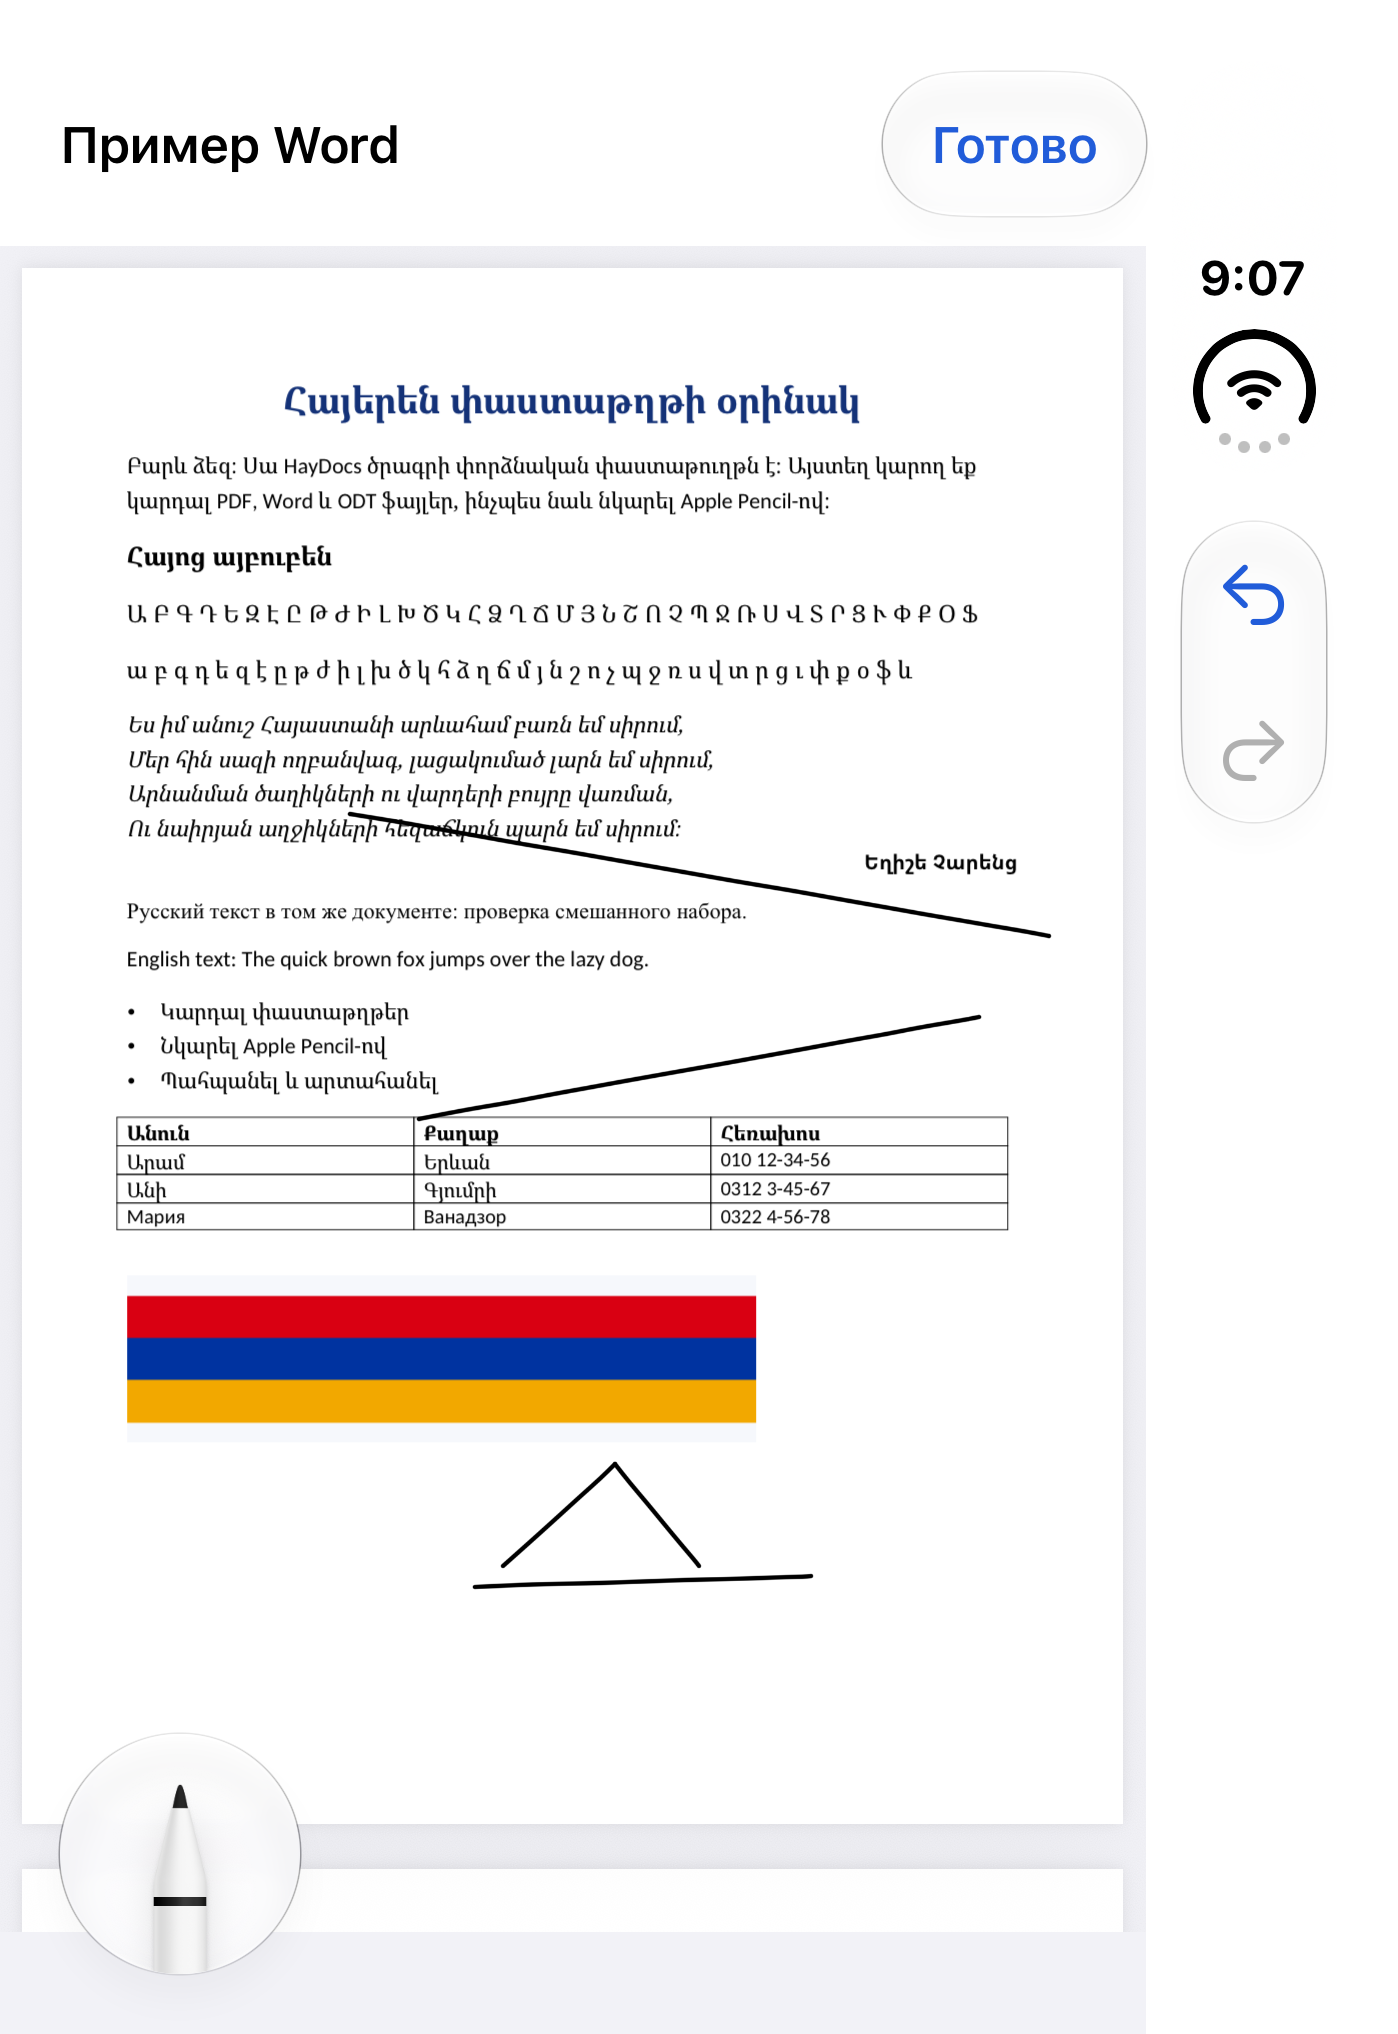 Пример Word
Готово
9:07
Հայերեն փաստաթղթի օրինակ
Բարև ձեզ: Սա HayDocs ծրագրի փորձնական փաստաթուղթն է: Այստեղ կարող եք
կարդալ PDF, Word և ODT ֆայլեր, ինչպես նաև նկարել Apple Pencil-ով:
Հայոց այբուբեն
Ա Բ Գ Դ Ե Զ Է Ը Թ Ժ Ի Լ Խ Ծ Կ Հ Ձ Ղ Ճ Մ Յ Ն Շ Ո Չ Պ Ջ Ռ Ս Վ Տ Ր Ց Ւ Փ Ք Օ Ֆ
ա բ գ դ ե զ է ը թ ժ ի լ խ ծ կ հ ձ ղ ճ մ յ ն շ ո չ պ ջ ռ ս վ տ ր ց ւ փ ք օ ֆ և
Ես իմ անուշ Հայաստանի արևահամ բառն եմ սիրում,
Մեր հին սազի ողբանվագ, լացակումած լարն եմ սիրում,
Արնանման ծաղիկների ու վարդերի բույրը վառման,
Ու նաիրյան աղջիկների հեզաճկուն պարն եմ սիրում:
Եղիշե Չարենց
Русский текст в том же документе: проверка смешанного набора.
English text: The quick brown fox jumps over the lazy dog.
• Կարդալ փաստաթղթեր
• Նկարել Apple Pencil-ով
• Պահպանել և արտահանել
Անուն Քաղաք Հեռախոս
Արամ Երևան 010 12-34-56
Անի Գյումրի 0312 3-45-67
Мария Ванадзор 0322 4-56-78